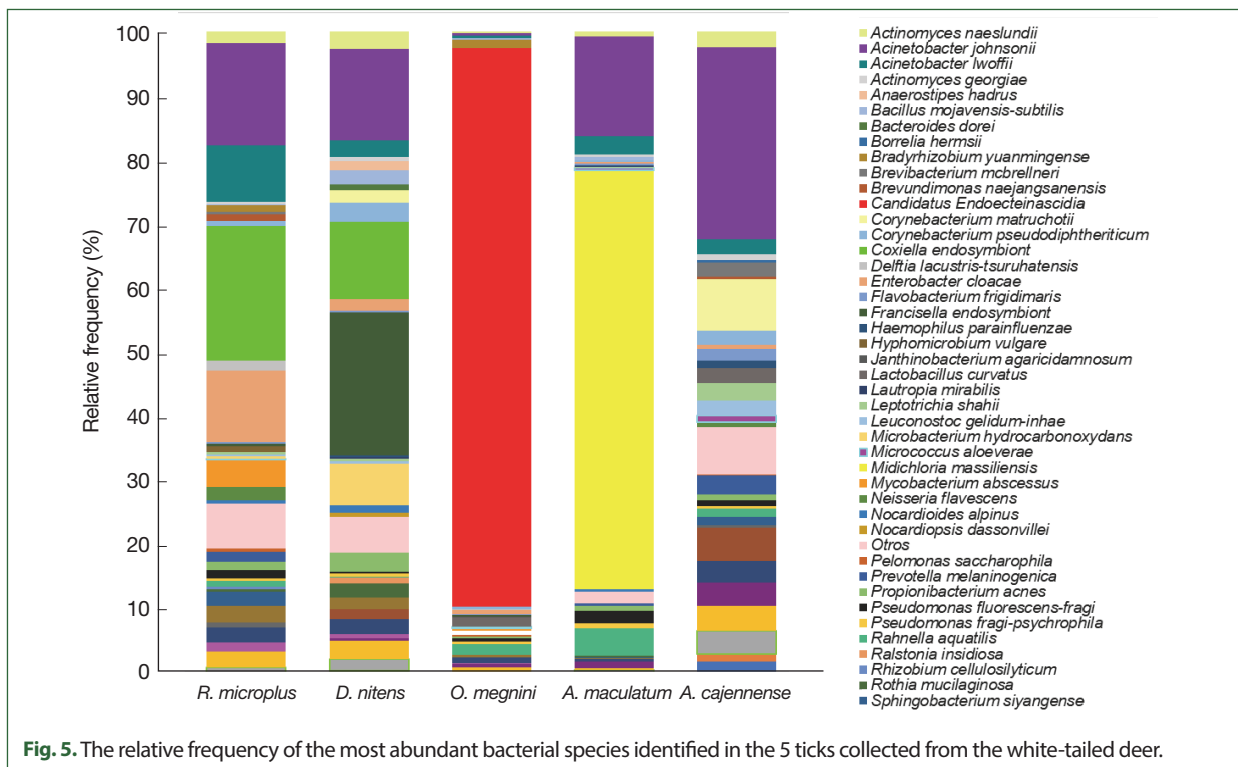 100
90
80
70
60
50
40
30
20
10
0
Relative frequency (%)
R. microplus
D. nitens
O. megnini
A. maculatum
A. cajennense
Actinomyces naeslundii
Acinetobacter johnsonii
Acinetobacter lwoffii
Actinomyces georgiae
Anaerostipes hadrus
Bacillus mojavensis-subtilis
Bacteroides dorei
Borrelia hermsii
Bradyrhizobium yuanmingense
Brevibacterium mcbrellneri
Brevundimonas naejangsanensis
Candidatus Endoecteinascidia
Corynebacterium matruchotii
Corynebacterium pseudodiphtheriticum
Coxiella endosymbiont
Delftia lacustris-tsuruhatensis
Enterobacter cloacae
Flavobacterium frigidimaris
Francisella endosymbiont
Haemophilus parainfluenzae
Hyphomicrobium vulgare
Janthinobacterium agaricidamnosum
Lactobacillus curvatus
Lautropia mirabilis
Leptotrichia shahii
Leuconostoc gelidum-inhae
Microbacterium hydrocarbonoxydans
Micrococcus aloeverae
Midichloria massiliensis
Mycobacterium abscessus
Neisseria flavescens
Nocardioides alpinus
Nocardiopsis dassonvillei
Otros
Pelomonas saccharophila
Prevotella melaninogenica
Propionibacterium acnes
Pseudomonas fluorescens-fragi
Pseudomonas fragi-psychrophila
Rahnella aquatilis
Ralstonia insidiosa
Rhizobium cellulosilyticum
Rothia mucilaginosa
Sphingobacterium siyangense
Fig. 5. The relative frequency of the most abundant bacterial species identified in the 5 ticks collected from the white-tailed deer.